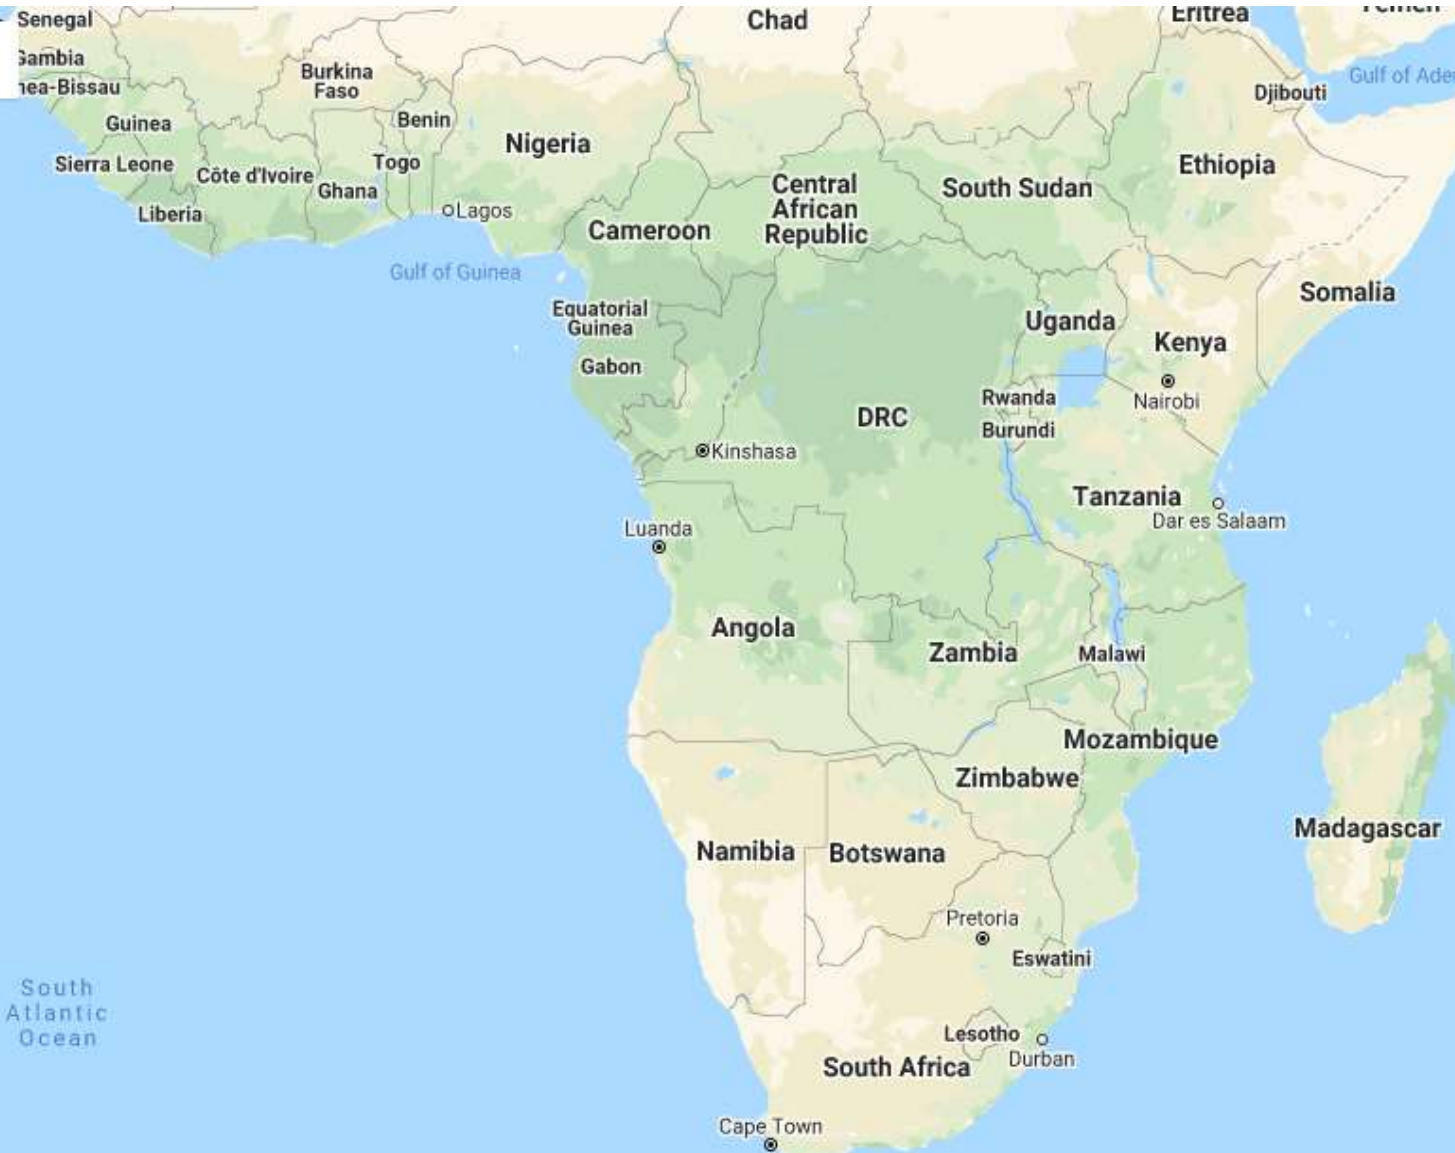 Senegal
Chad
Eritrea
Gambia
Burkina
Faso
Gulf of Aden
nea-Bissau
Djibouti
Guinea
Benin
Nigeria
Sierra Leone
Côte d'Ivoire
Togo
Ghana
Ethiopia
Central
African
Republic
South Sudan
Liberia
Lagos
Cameroon
Gulf of Guinea
Somalia
Equatorial
Guinea
Uganda
Kenya
Gabon
Rwanda
Nairobi
DRC
Burundi
Kinshasa
Tanzania
Dar es Salaam
Luanda
Angola
Zambia
Malawi
Mozambique
Zimbabwe
Madagascar
Namibia
Botswana
Pretoria
Eswatini
South
Atlantic
Ocean
Lesotho
Durban
South Africa
Cape Town